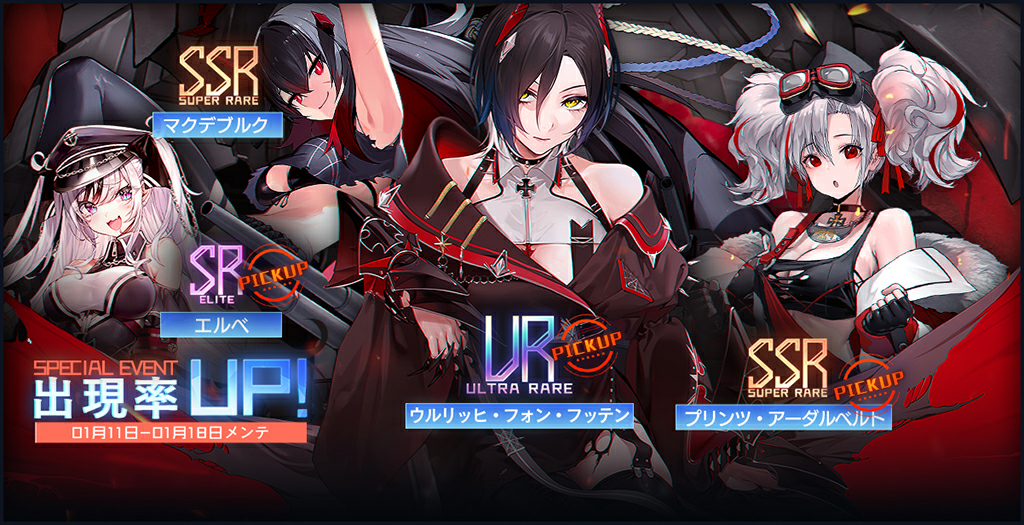 SSR
SUPER RARE
マクデブルク
SR
ELITE
PICKUP
エルベ
UR
ULTRA RARE
PICKUP
ウルリッヒ・フォン・フッテン
SSR
SUPER RARE
PICKUP
プリンツ・アーダルベルト
SPECIAL EVENT
出現率UP!
01月11日-01月18日メンテ